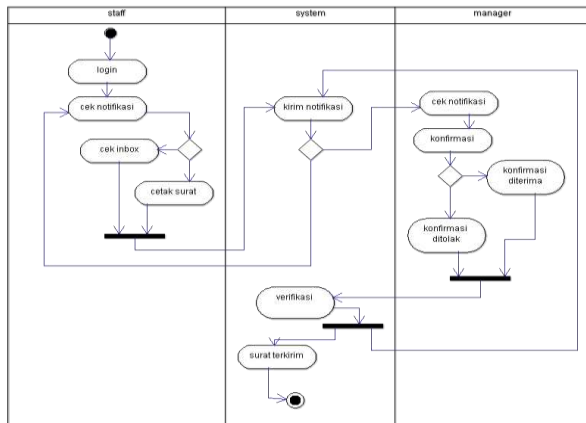 staff
system
manager
login
cek notifikasi
kirim notifikasi
cek notifikasi
cek inbox
konfirmasi
cetak surat
konfirmasi
diterima
konfirmasi
ditolak
verifikasi
surat terkirim